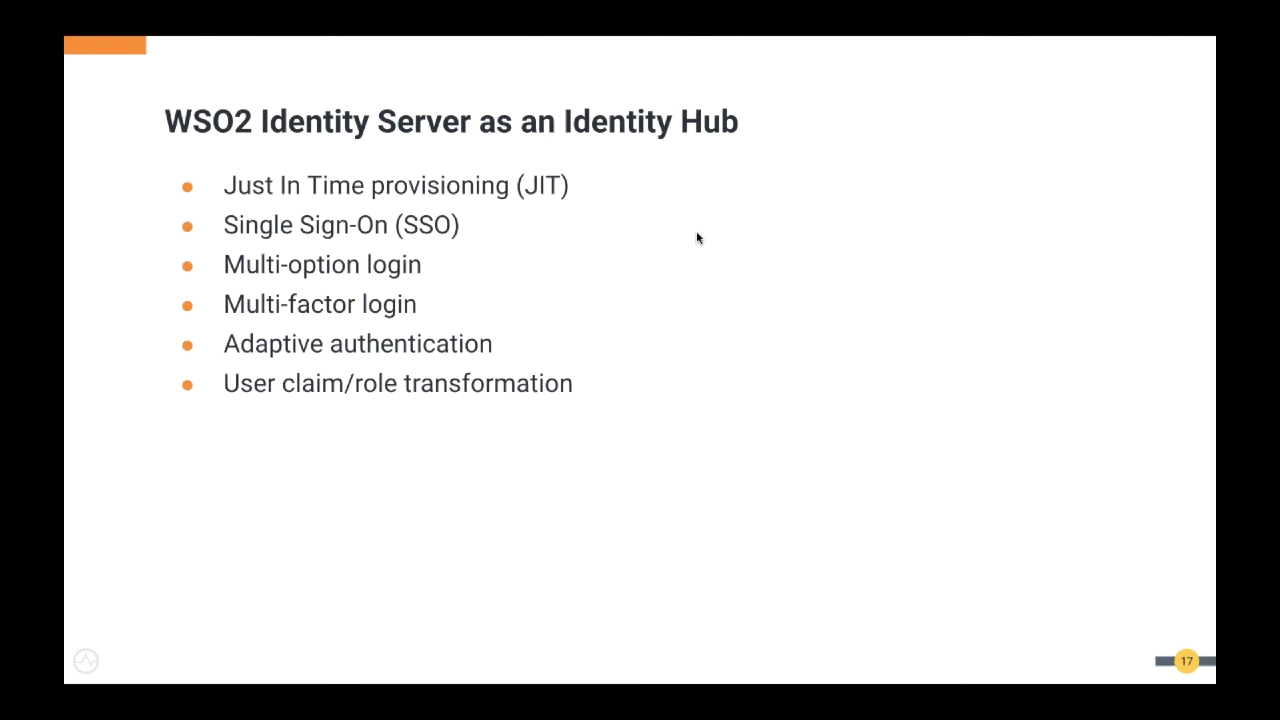 WSO2 Identity Server as an Identity Hub
● Just In Time provisioning (JIT)
● Single Sign-On (SSO)
● Multi-option login
● Multi-factor login
● Adaptive authentication
● User claim/role transformation
17